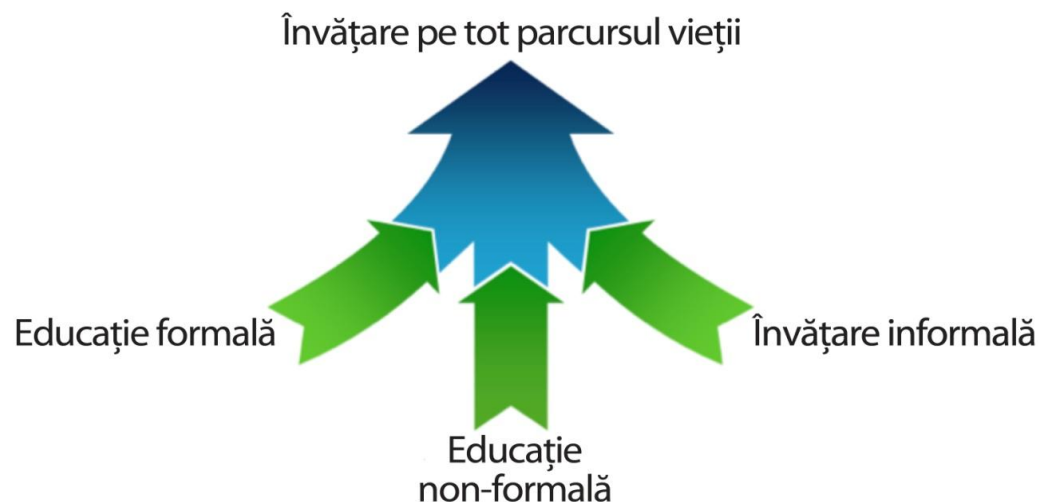 Învățare pe tot parcursul vieții
Educație formală
Învățare informală
Educație
non-formală